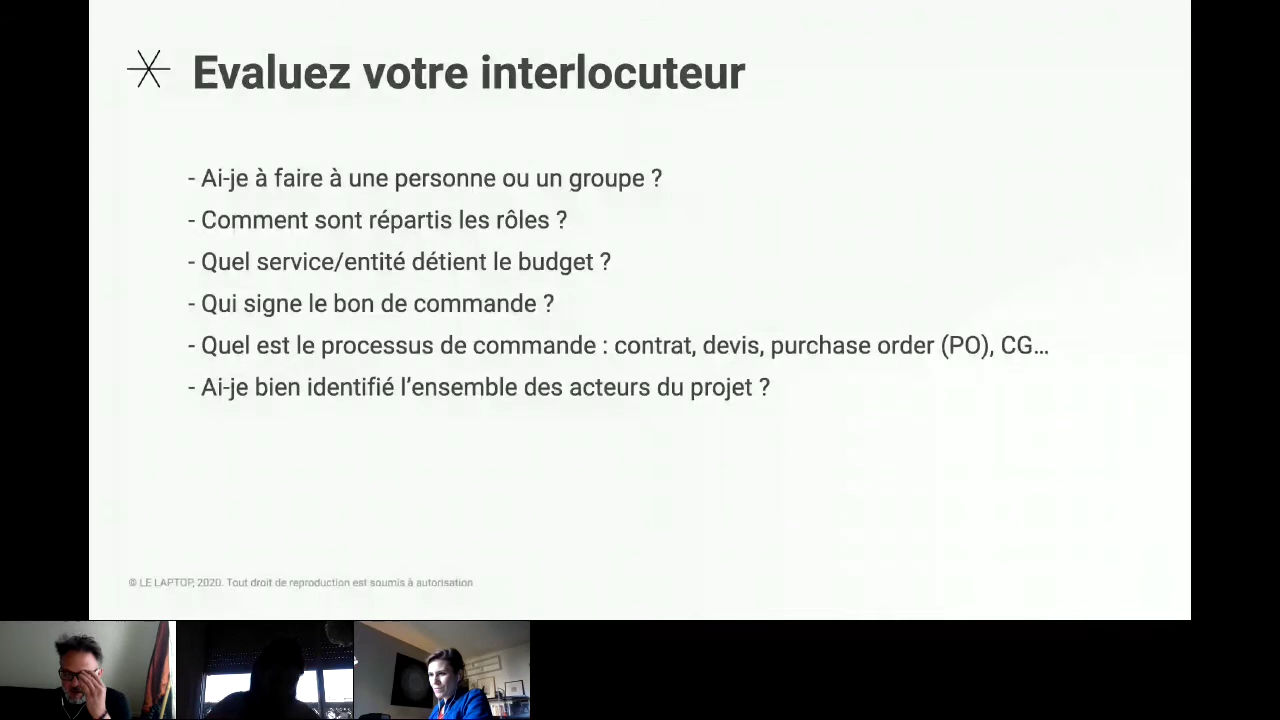 Evaluez votre interlocuteur
- Ai-je à faire à une personne ou un groupe ?
- Comment sont répartis les rôles ?
- Quel service/entité détient le budget ?
- Qui signe le bon de commande ?
- Quel est le processus de commande : contrat, devis, purchase order (PO), CG...
- Ai-je bien identifié l’ensemble des acteurs du projet ?
© LE LAPTOP, 2020. Tout droit de reproduction est soumis à autorisation